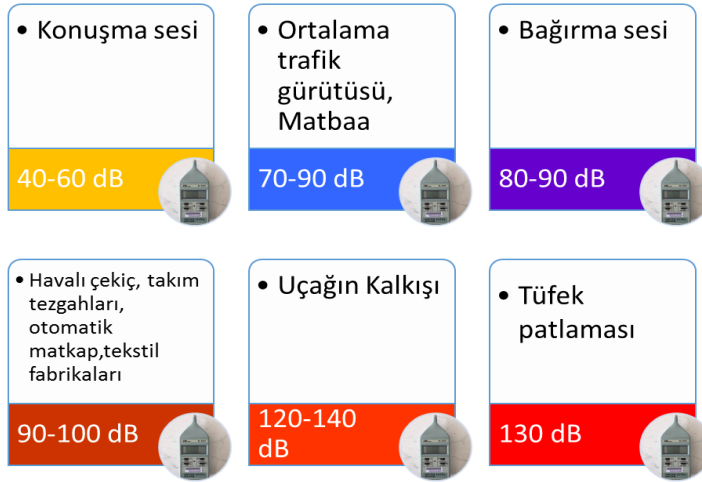 • Konuşma sesi
40-60 dB
• Ortalama
trafik
gürütüsü,
Matbaa
70-90 dB
• Bağırma sesi
80-90 dB
• Havalı çekiç, takım
tezgahları,
otomatik
matkap,tekstil
fabrikaları
90-100 dB
• Uçağın Kalkışı
120-140
dB
• Tüfek
patlaması
130 dB